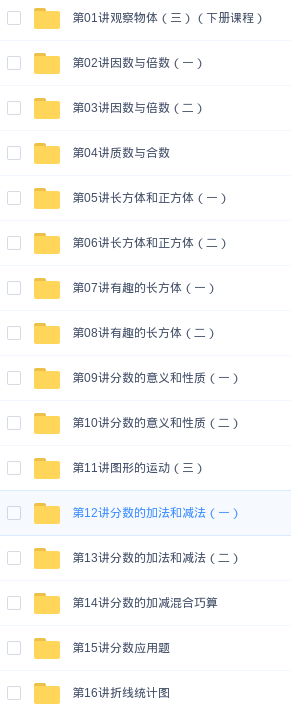 第01讲观察物体（三）（下册课程）
第02讲因数与倍数（一）
第03讲因数与倍数（二）
第04讲质数与合数
第05讲长方体和正方体（一）
第06讲长方体和正方体（二）
第07讲有趣的长方体（一）
第08讲有趣的长方体（二）
第09讲分数的意义和性质（一）
第10讲分数的意义和性质（二）
第11讲图形的运动（三）
第12讲分数的加法和减法（一）
第13讲分数的加法和减法（二）
第14讲分数的加减混合巧算
第15讲分数应用题
第16讲折线统计图